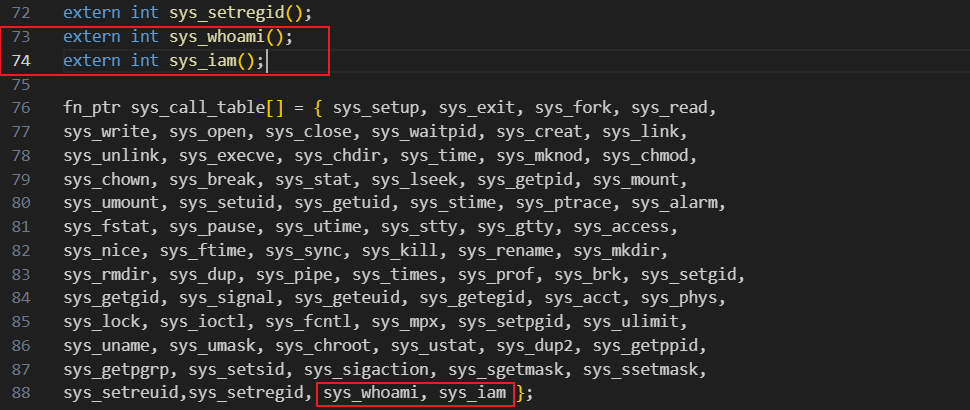 72 extern int sys_setregid();
73 extern int sys_whoami();
74 extern int sys_iam();
75
76 fn_ptr sys_call_table[] = { sys_setup, sys_exit, sys_fork, sys_read,
77 sys_write, sys_open, sys_close, sys_waitpid, sys_creat, sys_link,
78 sys_unlink, sys_execve, sys_chdir, sys_time, sys_mknod, sys_chmod,
79 sys_chown, sys_break, sys_stat, sys_lseek, sys_getpid, sys_mount,
80 sys_umount, sys_setuid, sys_getuid, sys_stime, sys_ptrace, sys_alarm,
81 sys_fstat, sys_pause, sys_utime, sys_stty, sys_gtty, sys_access,
82 sys_nice, sys_ftime, sys_sync, sys_kill, sys_rename, sys_mkdir,
83 sys_rmdir, sys_dup, sys_pipe, sys_times, sys_prof, sys_brk, sys_setgid,
84 sys_getgid, sys_signal, sys_geteuid, sys_getegid, sys_acct, sys_phys,
85 sys_lock, sys_ioctl, sys_fcntl, sys_mpx, sys_setpgid, sys_ulimit,
86 sys_uname, sys_umask, sys_chroot, sys_ustat, sys_dup2, sys_getppid,
87 sys_getpgrp, sys_setsid, sys_sigaction, sys_sgetmask, sys_ssetmask,
88 sys_setreuid,sys_setregid, sys_whoami, sys_iam };